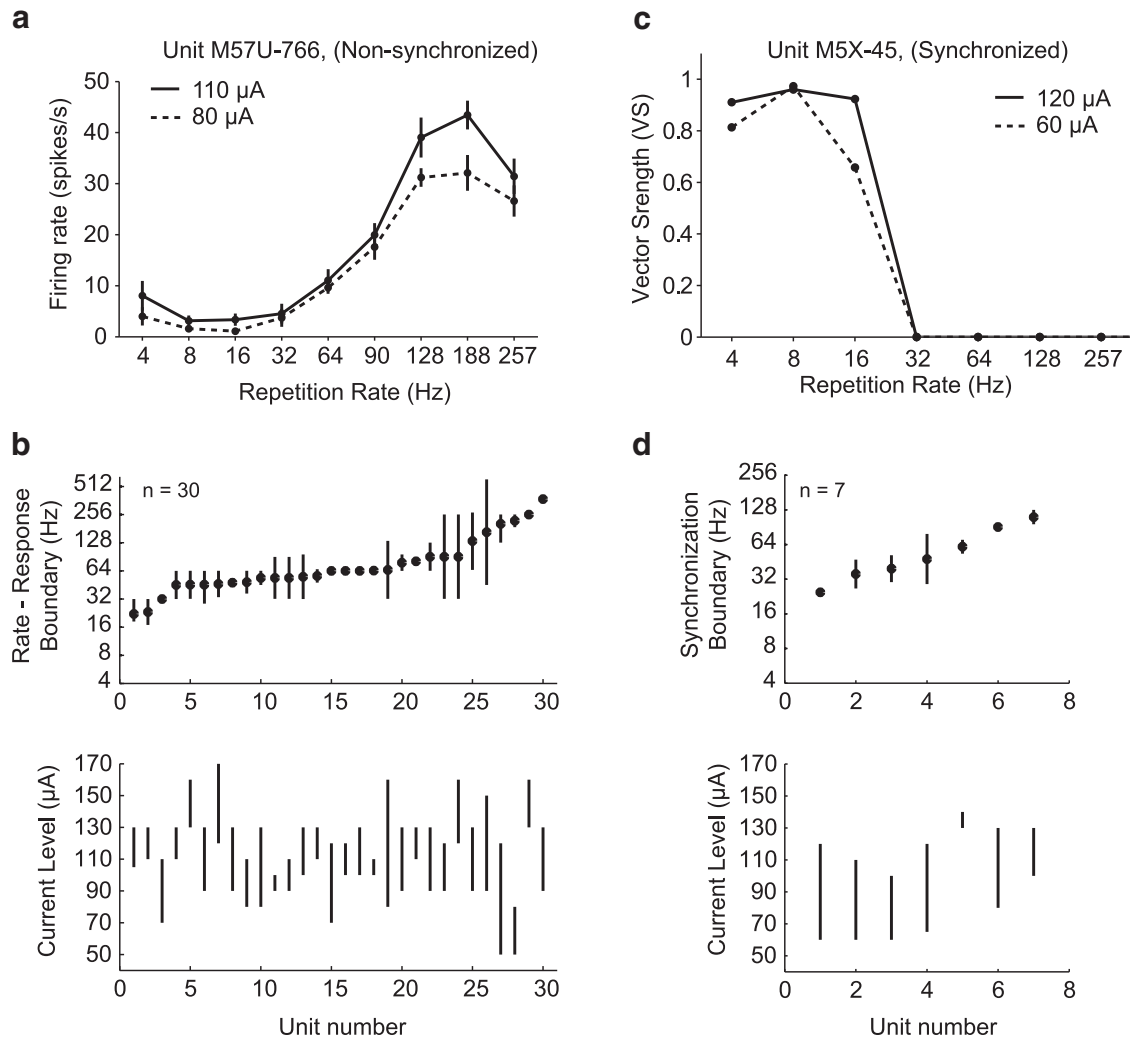 a
Unit M57U-766, (Non-synchronized)
110 µA
80 µA
Firing rate (spikes/s)
50
40
30
20
10
0
4 8 16 32 64 90 128 188 257
Repetition Rate (Hz)
c
Unit M5X-45, (Synchronized)
120 µA
60 µA
Vector Srength (VS)
1
0.8
0.6
0.4
0.2
0
4 8 16 32 64 128 257
Repetition Rate (Hz)
b
n = 30
Rate - Response
Boundary (Hz)
512
256
128
64
32
16
8
4
0 5 10 15 20 25 30
Current Level (µA)
170
150
130
110
90
70
50
0 5 10 15 20 25 30
Unit number
d
n = 7
Synchronization
Boundary (Hz)
256
128
64
32
16
8
4
0 2 4 6 8
Current Level (µA)
170
150
130
110
90
70
50
0 2 4 6 8
Unit number